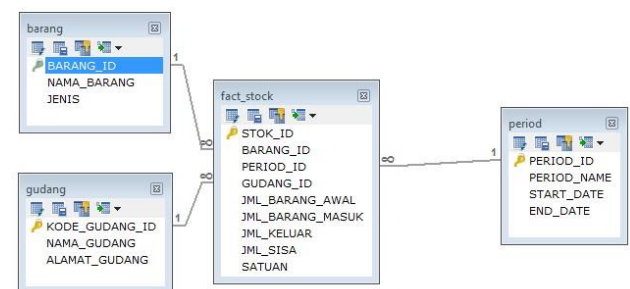 barang
BARANG_ID
NAMA_BARANG
JENIS
1
∞
gudang
KODE_GUDANG_ID
NAMA_GUDANG
ALAMAT_GUDANG
1
∞
fact_stock
STOK_ID
BARANG_ID
PERIOD_ID
GUDANG_ID
JML_BARANG_AWAL
JML_BARANG_MASUK
JML_KELUAR
JML_SISA
SATUAN
∞
1
period
PERIOD_ID
PERIOD_NAME
START_DATE
END_DATE